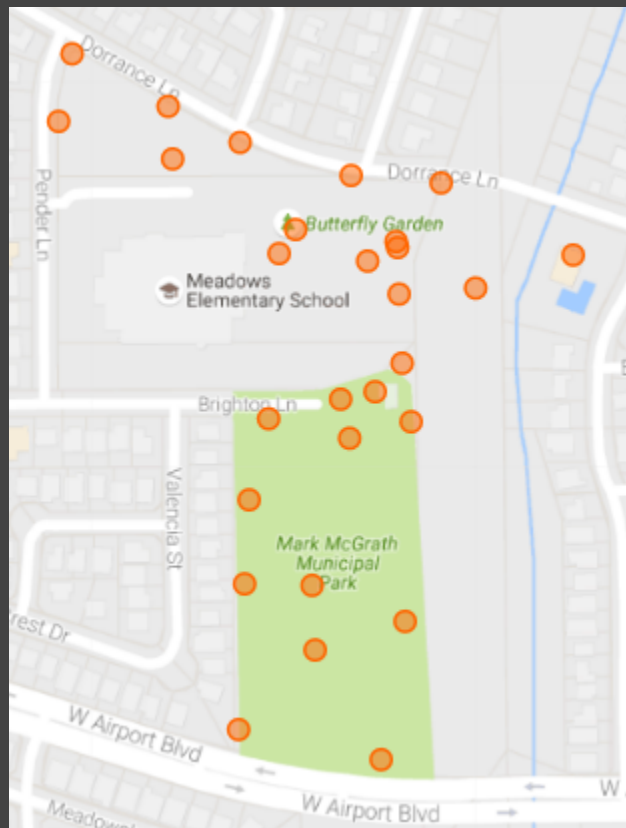 Dorrance Ln
Pender Ln
Dorrance Ln
Butterfly Garden
Meadows
Elementary School
Brighton Ln
Valencia St
Mark McGrath
Municipal
Park
rest Dr
W Airport Blvd
W Airport Blvd
W
Meadow